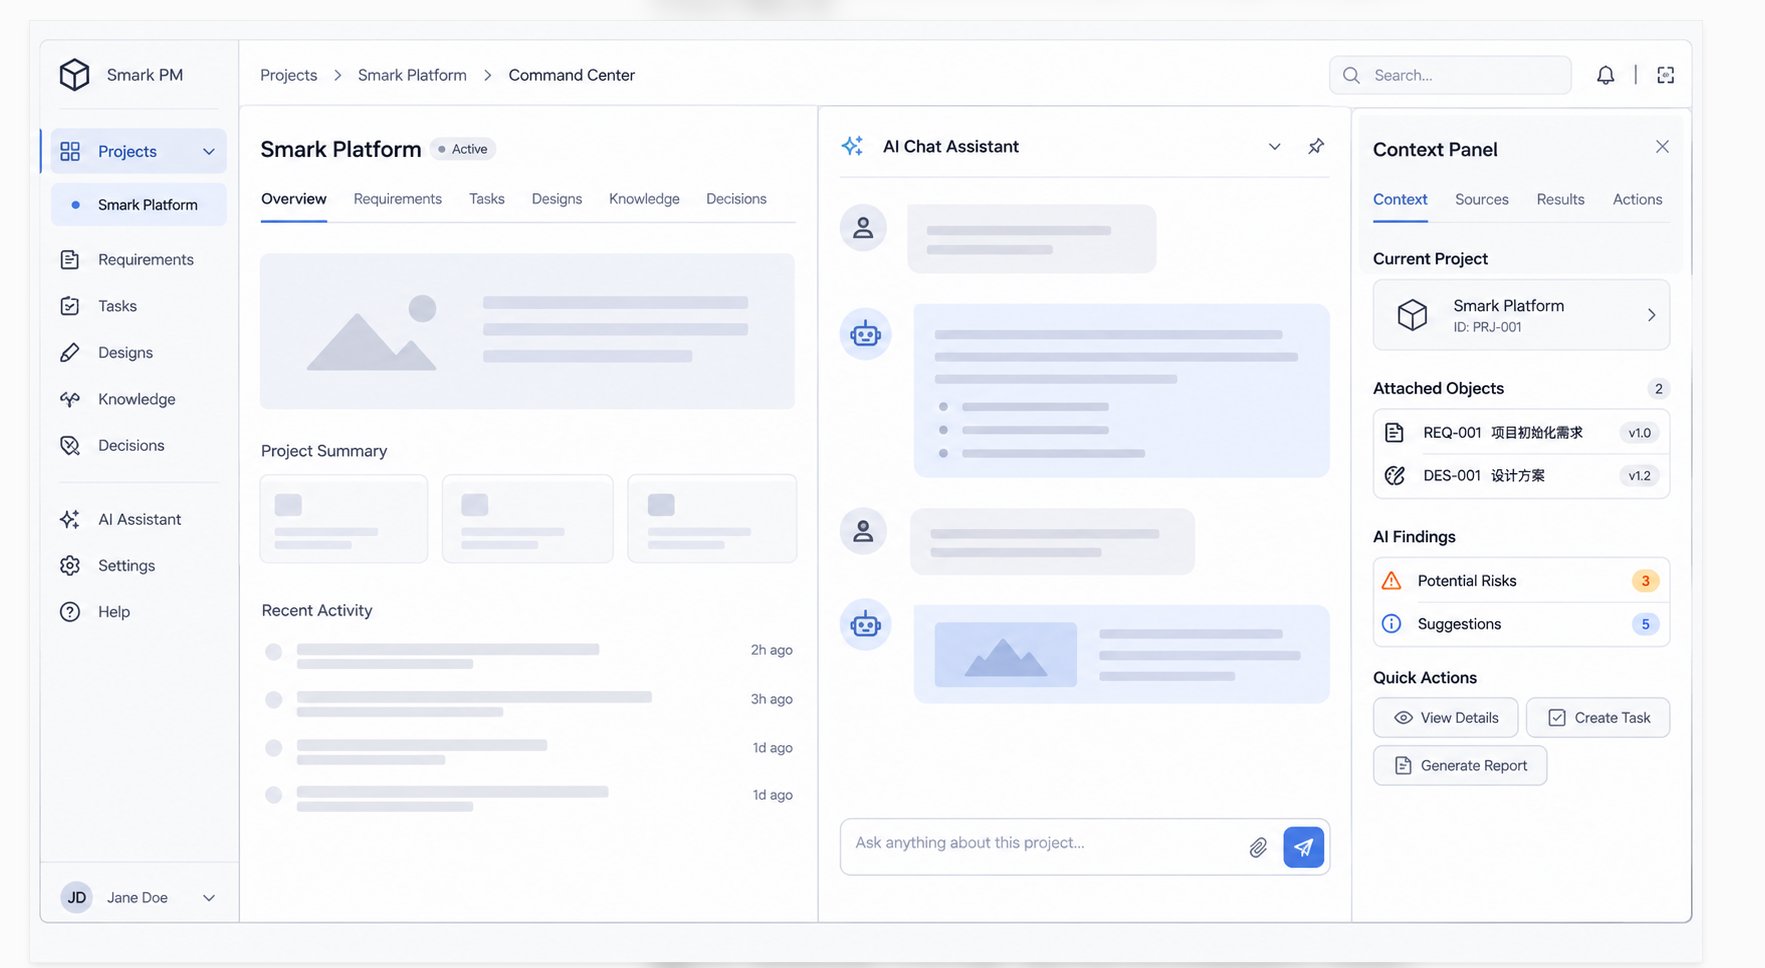 Smark PM
Projects
Smark Platform
Requirements
Tasks
Designs
Knowledge
Decisions
AI Assistant
Settings
Help
JD Jane Doe
Projects > Smark Platform > Command Center
Search...
Smark Platform Active
Overview Requirements Tasks Designs Knowledge Decisions
Project Summary
Recent Activity
2h ago
3h ago
1d ago
1d ago
AI Chat Assistant
Ask anything about this project...
Context Panel
Context Sources Results Actions
Current Project
Smark Platform
ID: PRJ-001
Attached Objects 2
REQ-001 项目初始化需求 v1.0
DES-001 设计方案 v1.2
AI Findings
Potential Risks 3
Suggestions 5
Quick Actions
View Details Create Task
Generate Report